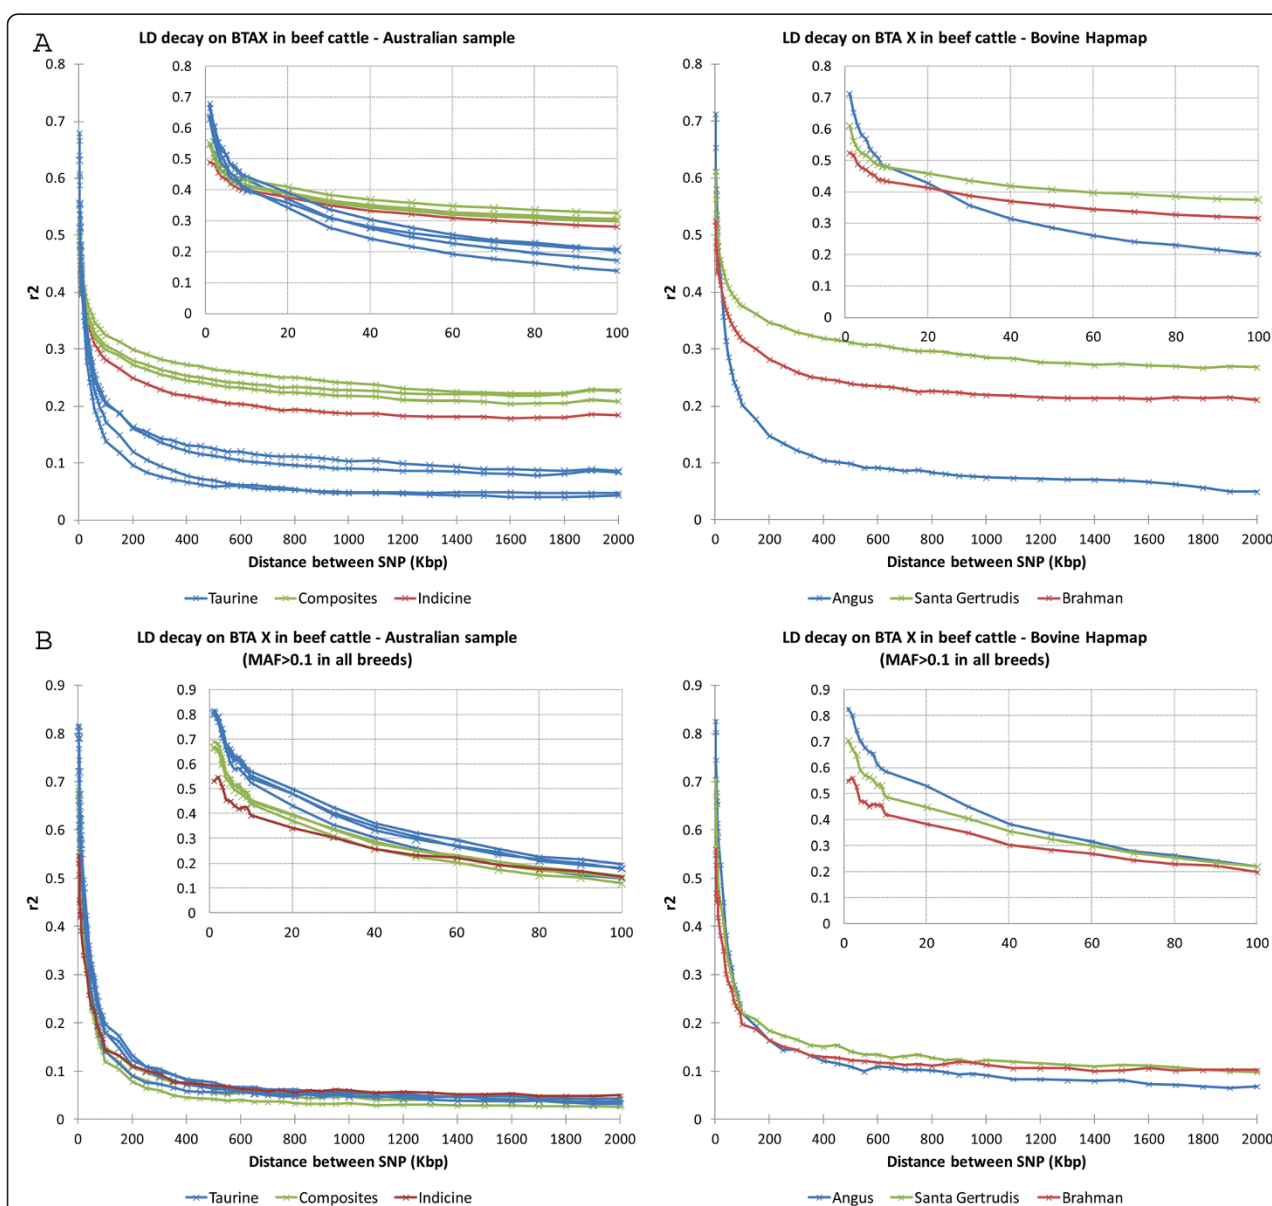 A
LD decay on BTAX in beef cattle - Australian sample
0.8
0.7
0.6
0.5
0.4
0.3
0.2
0.1
0
r2
0.8
0.7
0.6
0.5
0.4
0.3
0.2
0.1
0
0 20 40 60 80 100
0 200 400 600 800 1000 1200 1400 1600 1800 2000
Distance between SNP (Kbp)
Taurine Composites Indicine
LD decay on BTA X in beef cattle - Bovine Hapmap
0.8
0.7
0.6
0.5
0.4
0.3
0.2
0.1
0
r2
0.8
0.7
0.6
0.5
0.4
0.3
0.2
0.1
0
0 20 40 60 80 100
0 200 400 600 800 1000 1200 1400 1600 1800 2000
Distance between SNP (Kbp)
Angus Santa Gertrudis Brahman
B
LD decay on BTA X in beef cattle - Australian sample
(MAF>0.1 in all breeds)
0.9
0.8
0.7
0.6
0.5
0.4
0.3
0.2
0.1
0
r2
0.9
0.8
0.7
0.6
0.5
0.4
0.3
0.2
0.1
0
0 20 40 60 80 100
0 200 400 600 800 1000 1200 1400 1600 1800 2000
Distance between SNP (Kbp)
Taurine Composites Indicine
LD decay on BTA X in beef cattle - Bovine Hapmap
(MAF>0.1 in all breeds)
0.9
0.8
0.7
0.6
0.5
0.4
0.3
0.2
0.1
0
r2
0.9
0.8
0.7
0.6
0.5
0.4
0.3
0.2
0.1
0
0 20 40 60 80 100
0 200 400 600 800 1000 1200 1400 1600 1800 2000
Distance between SNP (Kbp)
Angus Santa Gertrudis Brahman